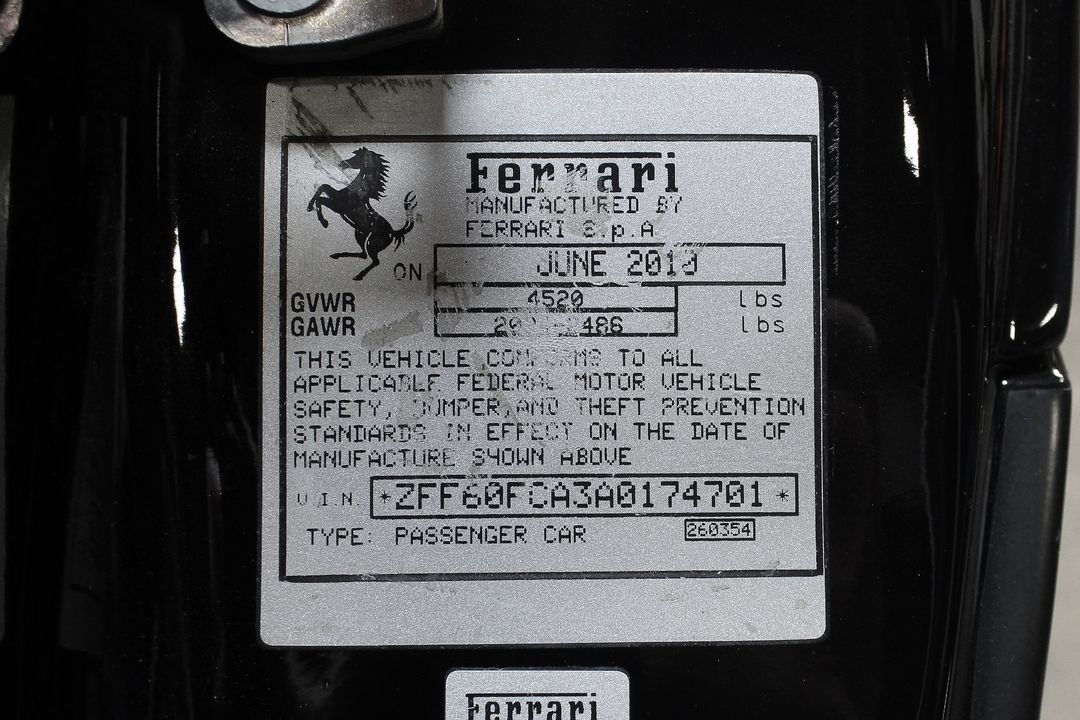 Ferrari
MANUFACTURED BY
FERRARI S.p.A
ON JUNE 2010
GVWR 4520 lbs
GAWR lbs
THIS VEHICLE CONFORMS TO ALL
APPLICABLE FEDERAL MOTOR VEHICLE
SAFETY, BUMPER, AND THEFT PREVENTION
STANDARDS IN EFFECT ON THE DATE OF
MANUFACTURE SHOWN ABOVE
V.I.N. *ZFF60FCA3A0174701*
TYPE: PASSENGER CAR 260354
Ferrari